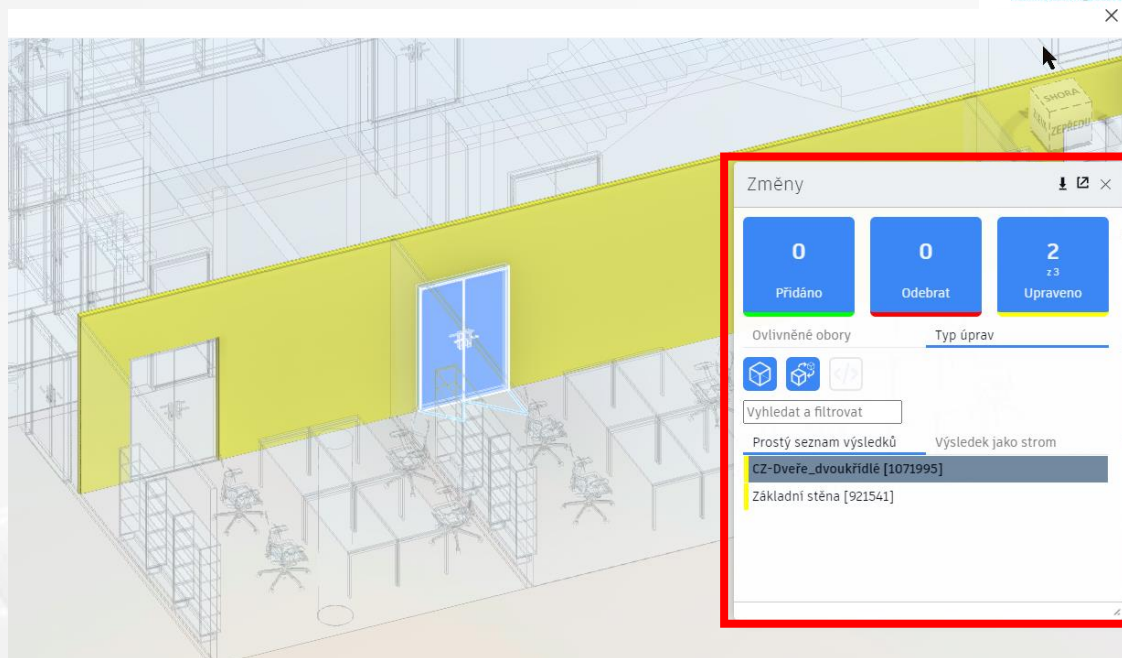 SHORA
ZEPŘEDU
Změny
0
0
2
z 3
Přidáno
Odebrat
Upraveno
Ovlivněné obory
Typ úprav
</>
Vyhledat a filtrovat
Prostý seznam výsledků
Výsledek jako strom
CZ-Dveře_dvoukřídlé [1071995]
Základní stěna [921541]